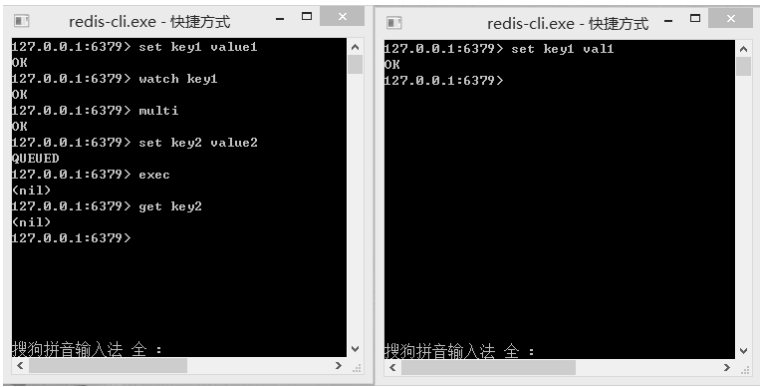 redis-cli.exe - 快捷方式
127.0.0.1:6379> set key1 value1
OK
127.0.0.1:6379> watch key1
OK
127.0.0.1:6379> multi
OK
127.0.0.1:6379> set key2 value2
QUEUED
127.0.0.1:6379> exec
(nil)
127.0.0.1:6379> get key2
(nil)
127.0.0.1:6379>
搜狗拼音输入法 全 :
redis-cli.exe - 快捷方式
127.0.0.1:6379> set key1 val1
OK
127.0.0.1:6379>
搜狗拼音输入法 全 :